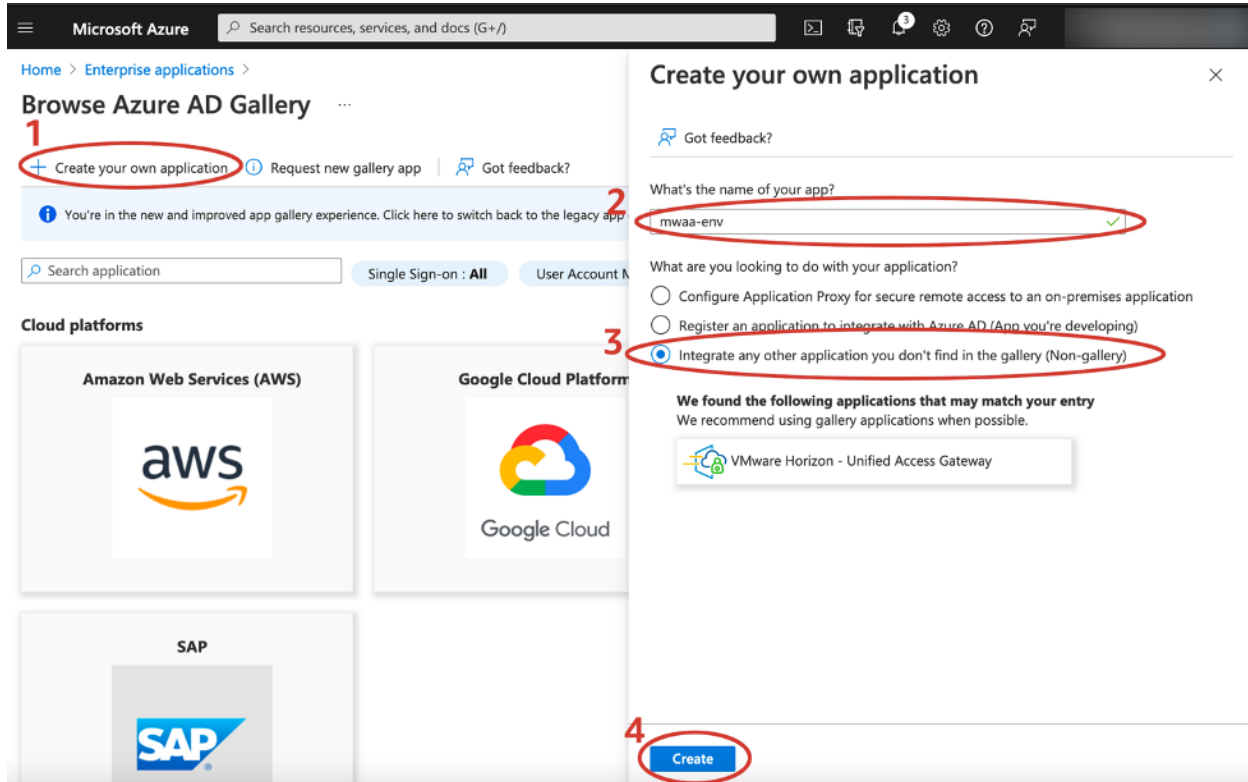 Microsoft Azure
Search resources, services, and docs (G+/)
3
Home > Enterprise applications >
Browse Azure AD Gallery ...
1
+ Create your own application
Request new gallery app
Got feedback?
You're in the new and improved app gallery experience. Click here to switch back to the legacy app
Search application
Single Sign-on : All
User Account M
Cloud platforms
Amazon Web Services (AWS)
aws
Google Cloud Platform
Google Cloud
SAP
SAP
Create your own application
Got feedback?
What's the name of your app?
2
mwaa-env
What are you looking to do with your application?
Configure Application Proxy for secure remote access to an on-premises application
Register an application to integrate with Azure AD (App you're developing)
3
Integrate any other application you don't find in the gallery (Non-gallery)
We found the following applications that may match your entry
We recommend using gallery applications when possible.
VMware Horizon - Unified Access Gateway
4
Create